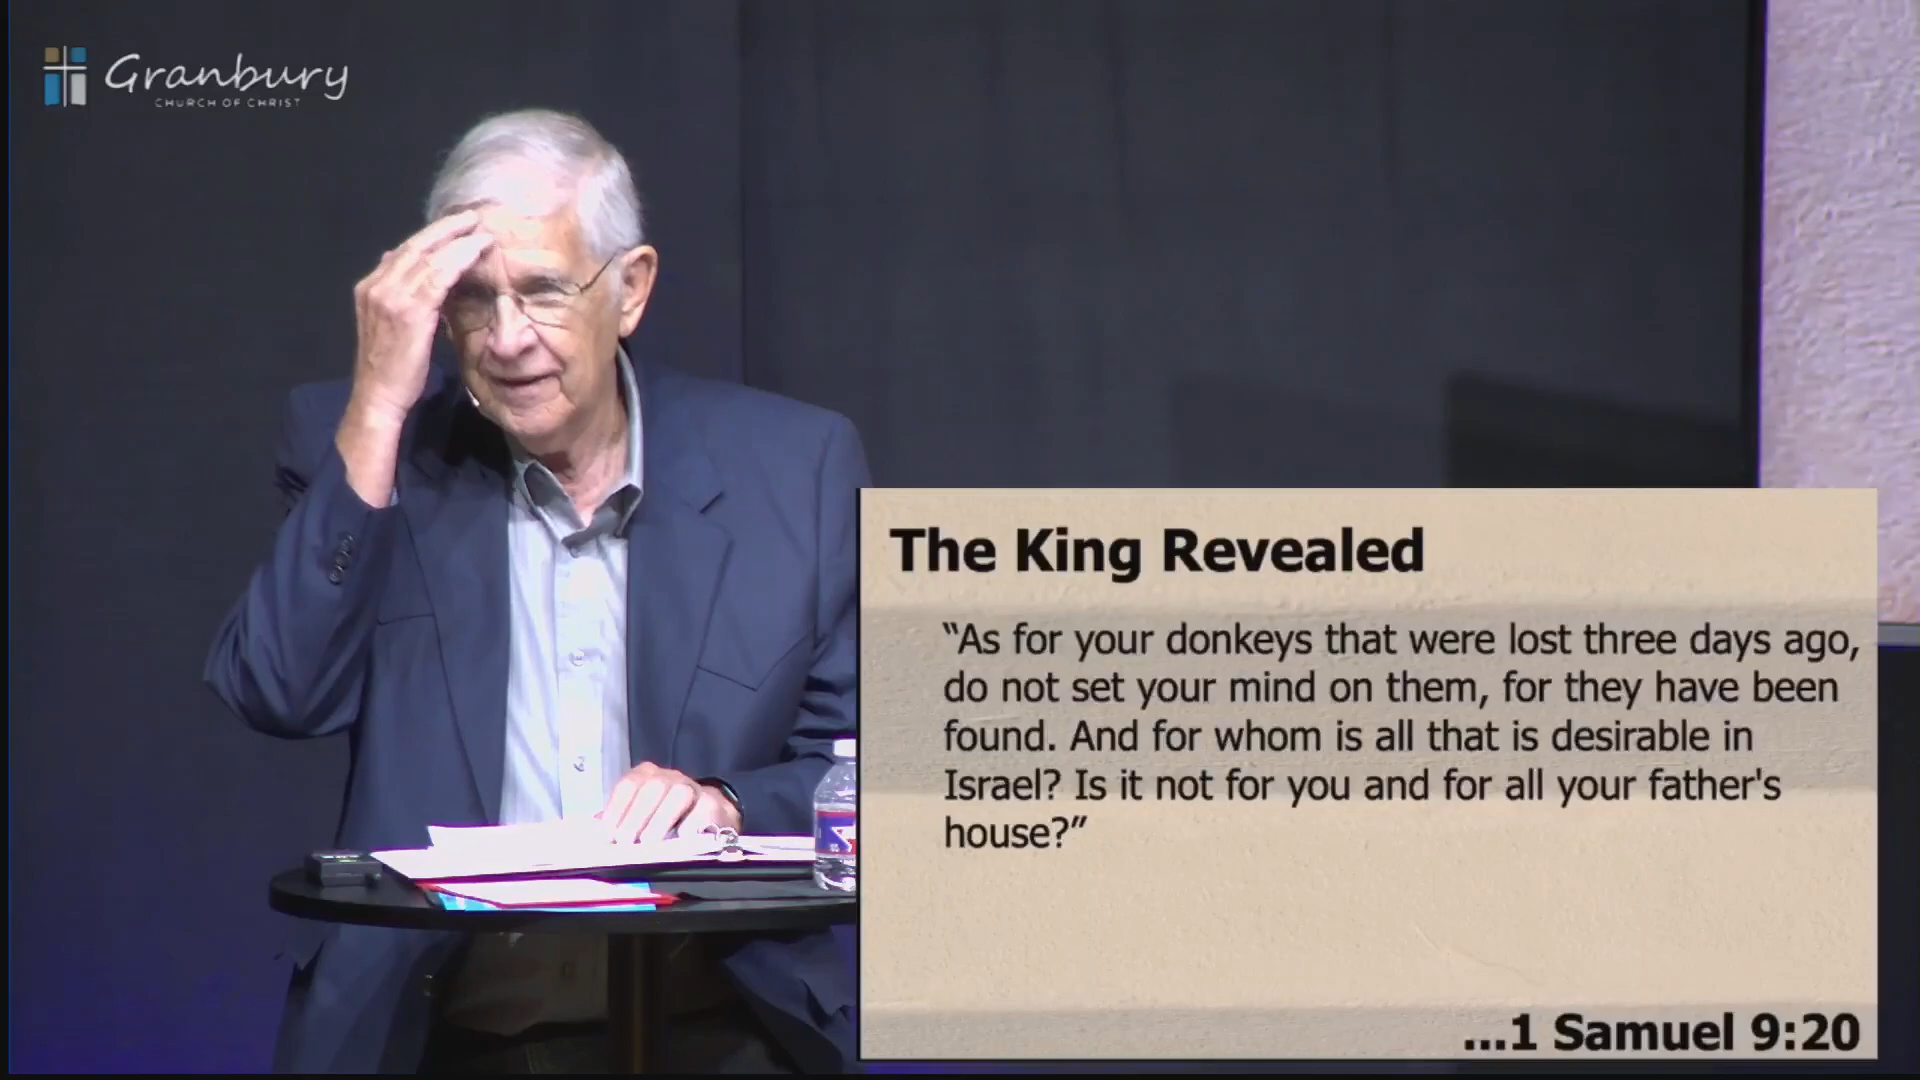 Granbury
CHURCH OF CHRIST
The King Revealed
“As for your donkeys that were lost three days ago,
do not set your mind on them, for they have been
found. And for whom is all that is desirable in
Israel? Is it not for you and for all your father's
house?”
...1 Samuel 9:20